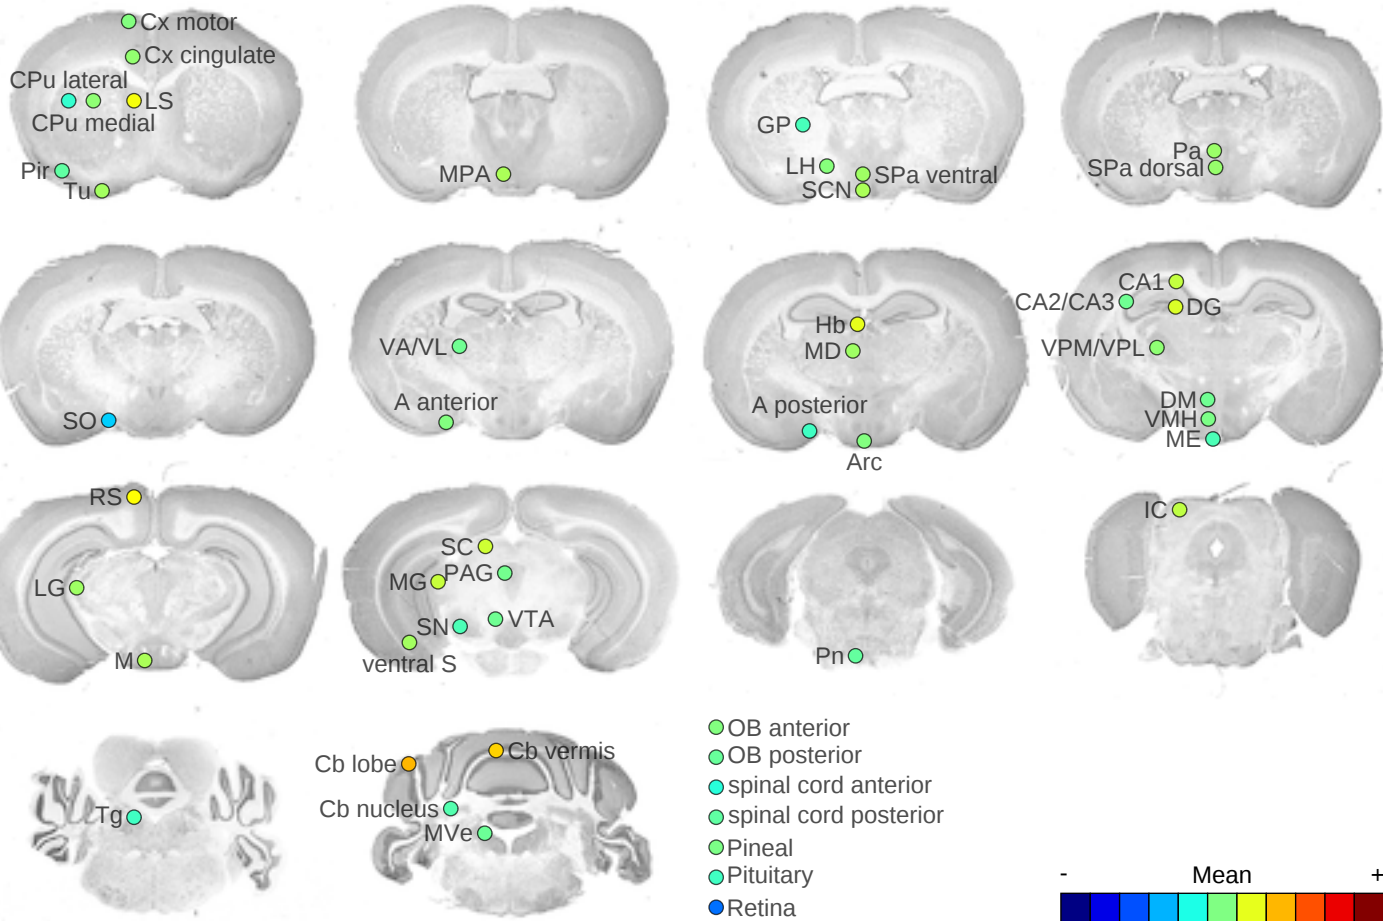 Cx motor
Cx cingulate
CPu lateral
LS
CPu medial
Pir
Tu
MPA
GP
LH
SPa ventral
SCN
Pa
SPa dorsal
SO
VA/VL
A anterior
Hb
MD
A posterior
Arc
CA1
CA2/CA3
DG
VPM/VPL
DM
VMH
ME
RS
LG
M
SC
MG
PAG
SN
VTA
ventral S
Pn
IC
Tg
Cb lobe
Cb vermis
Cb nucleus
MVe
OB anterior
OB posterior
spinal cord anterior
spinal cord posterior
Pineal
Pituitary
Retina
- Mean +